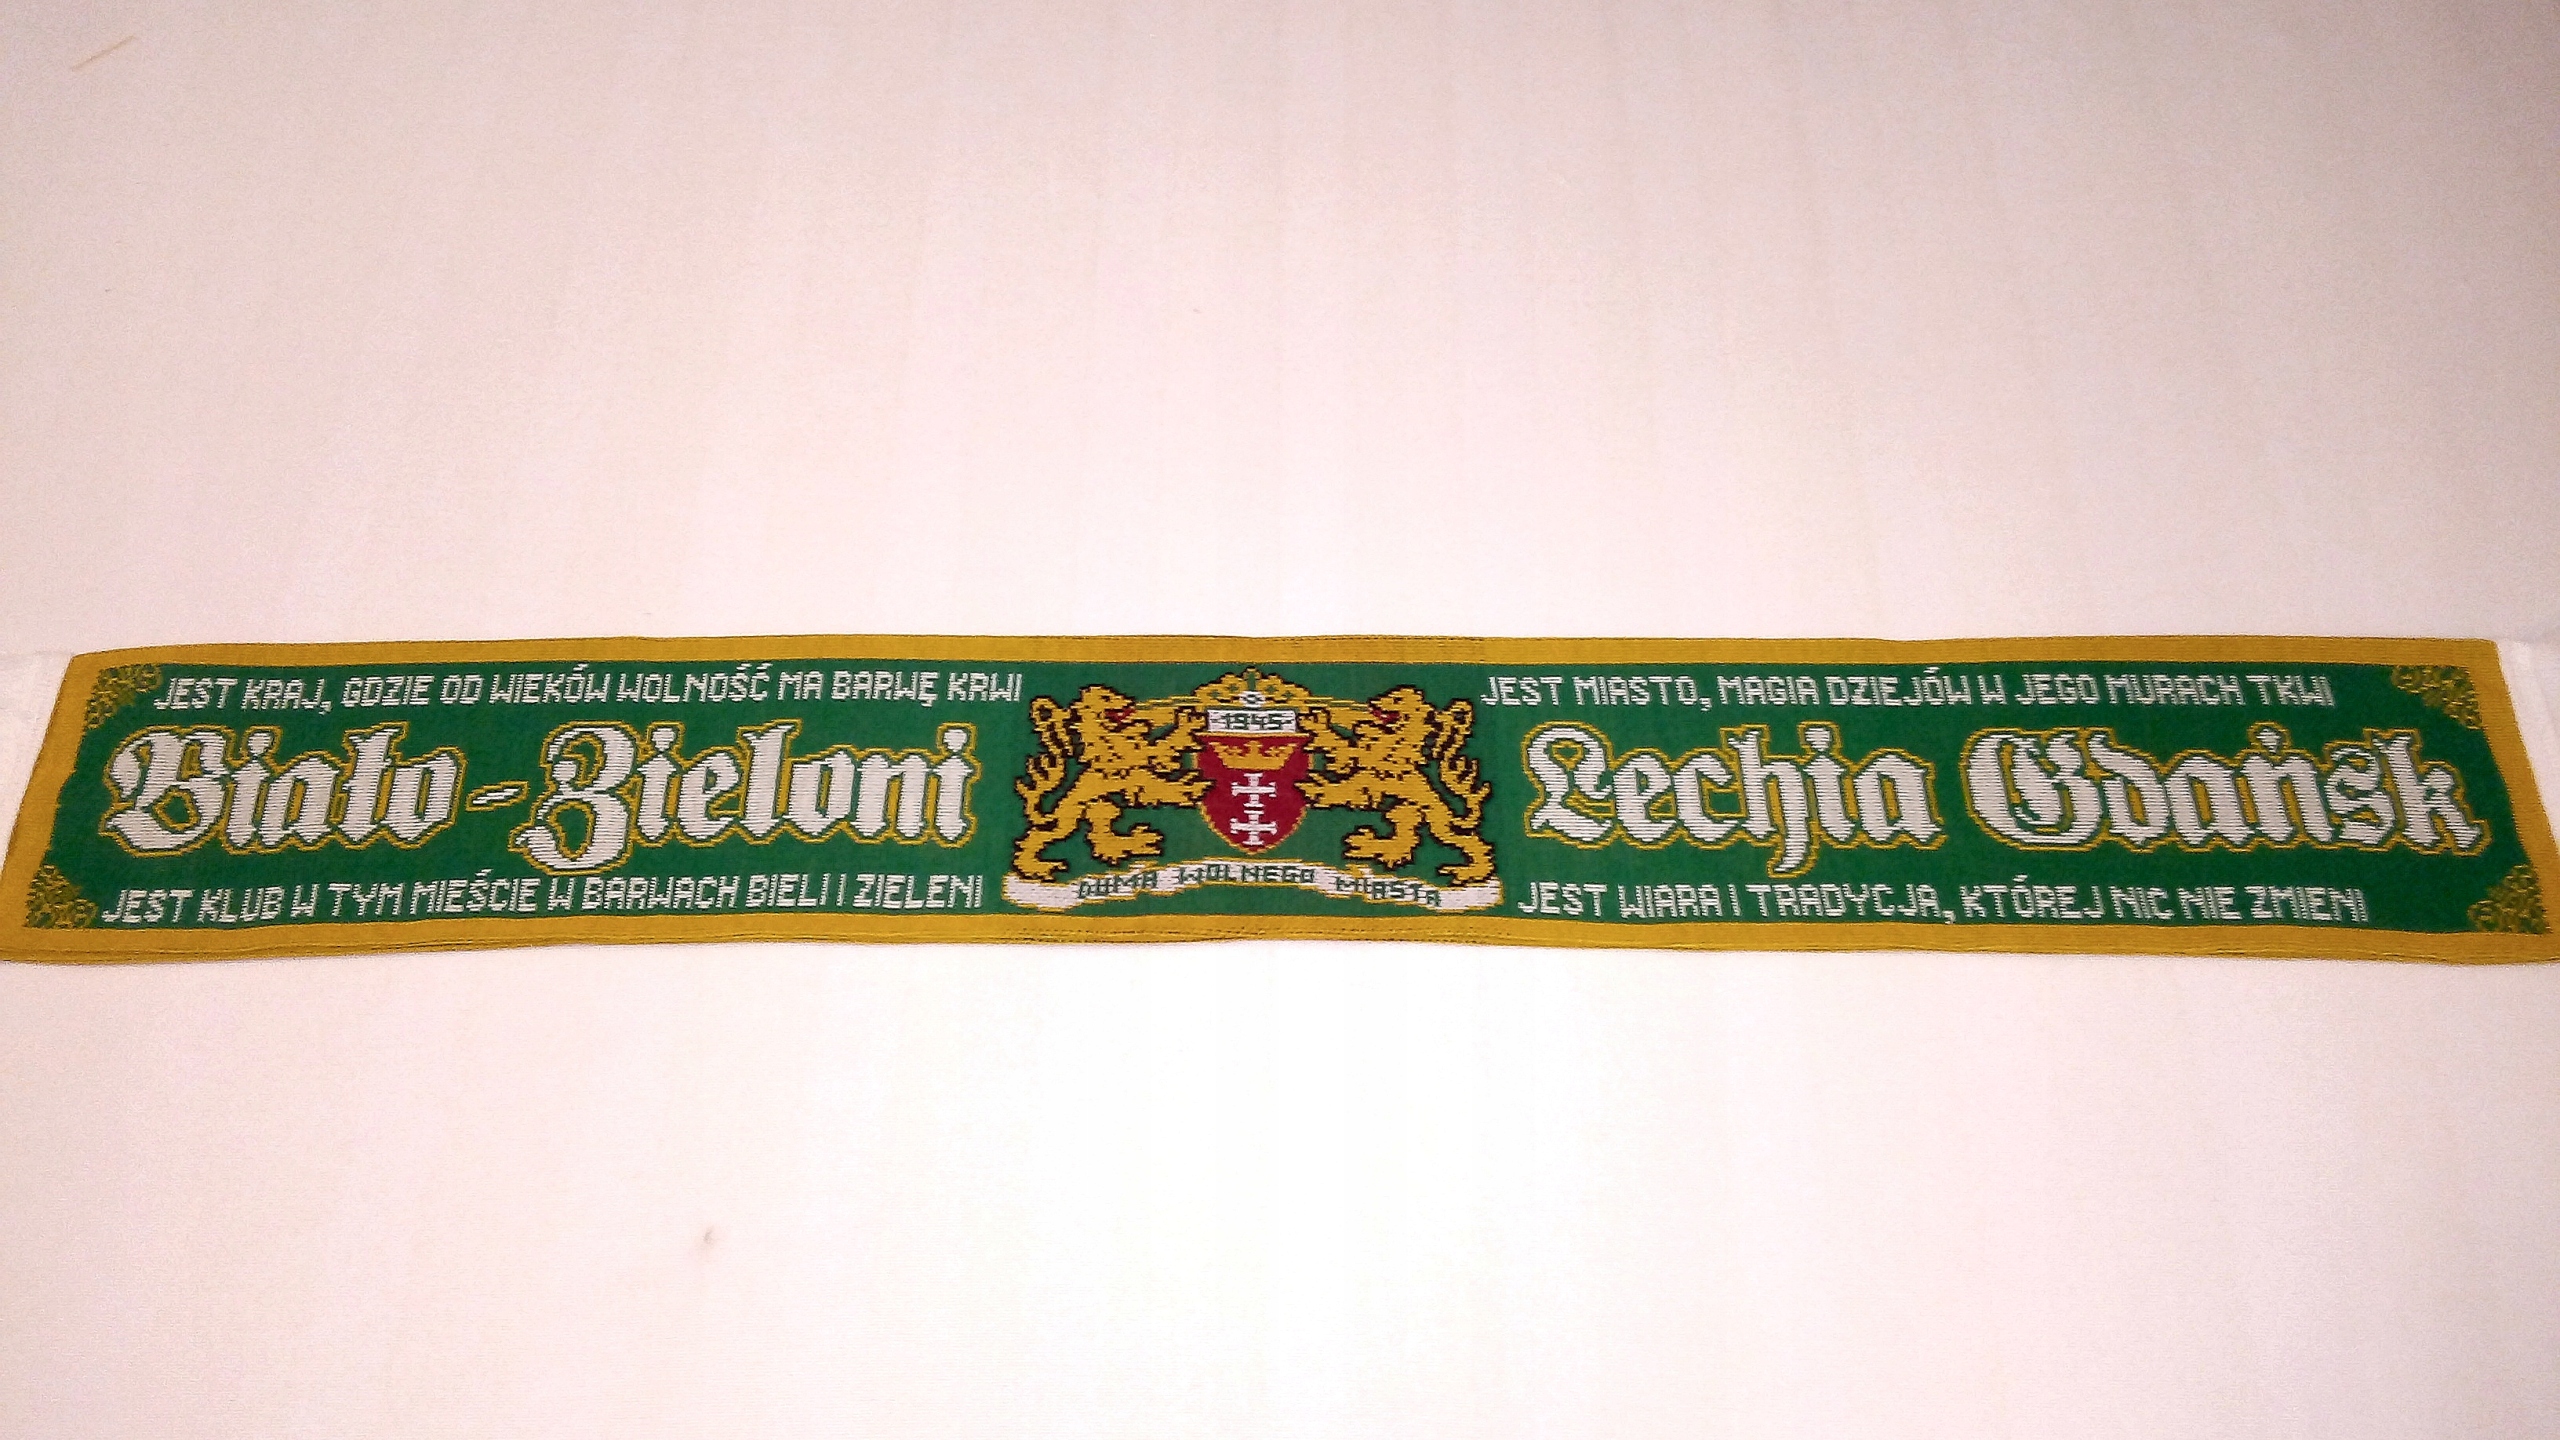 JEST KRAJ, GDZIE OD WIEKÓW WOLNOŚĆ MA BARWĘ KRWI
Biało-Zieloni
JEST KLUB W TYM MIEŚCIE W BARWACH BIELI I ZIELENI
1945
DUMA WOLNEGO MIASTA
JEST MIASTO, MAGIA DZIEJÓW W JEGO MURACH TKWI
Lechia Gdańsk
JEST WIARA I TRADYCJA, KTÓREJ NIC NIE ZMIENI